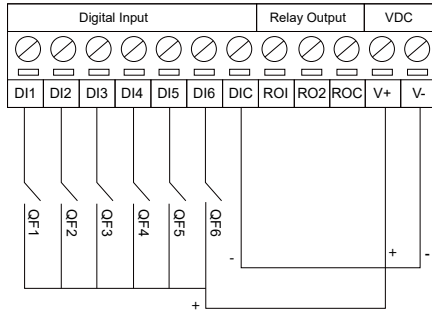 Digital Input Relay Output VDC
DI1 DI2 DI3 DI4 DI5 DI6 DIC ROI RO2 ROC V+ V-
QF1 QF2 QF3 QF4 QF5 QF6
- + -
+